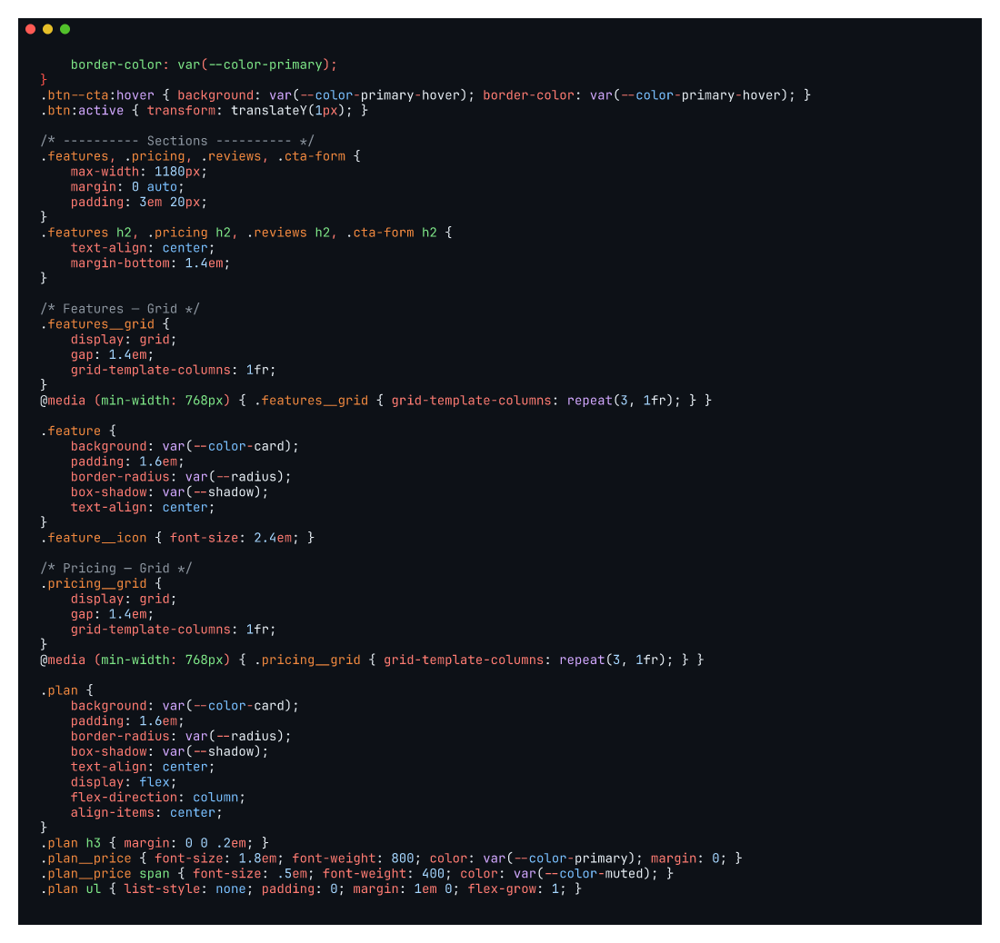 border-color: var(--color-primary);
}
.btn--cta:hover { background: var(--color-primary-hover); border-color: var(--color-primary-hover); }
.btn:active { transform: translateY(1px); }

/* ---------- Sections ---------- */
.features, .pricing, .reviews, .cta-form {
    max-width: 1180px;
    margin: 0 auto;
    padding: 3em 20px;
}
.features h2, .pricing h2, .reviews h2, .cta-form h2 {
    text-align: center;
    margin-bottom: 1.4em;
}

/* Features – Grid */
.features__grid {
    display: grid;
    gap: 1.4em;
    grid-template-columns: 1fr;
}
@media (min-width: 768px) { .features__grid { grid-template-columns: repeat(3, 1fr); } }

.feature {
    background: var(--color-card);
    padding: 1.6em;
    border-radius: var(--radius);
    box-shadow: var(--shadow);
    text-align: center;
}
.feature__icon { font-size: 2.4em; }

/* Pricing – Grid */
.pricing__grid {
    display: grid;
    gap: 1.4em;
    grid-template-columns: 1fr;
}
@media (min-width: 768px) { .pricing__grid { grid-template-columns: repeat(3, 1fr); } }

.plan {
    background: var(--color-card);
    padding: 1.6em;
    border-radius: var(--radius);
    box-shadow: var(--shadow);
    text-align: center;
    display: flex;
    flex-direction: column;
    align-items: center;
}
.plan h3 { margin: 0 0 .2em; }
.plan__price { font-size: 1.8em; font-weight: 800; color: var(--color-primary); margin: 0; }
.plan__price span { font-size: .5em; font-weight: 400; color: var(--color-muted); }
.plan ul { list-style: none; padding: 0; margin: 1em 0; flex-grow: 1; }